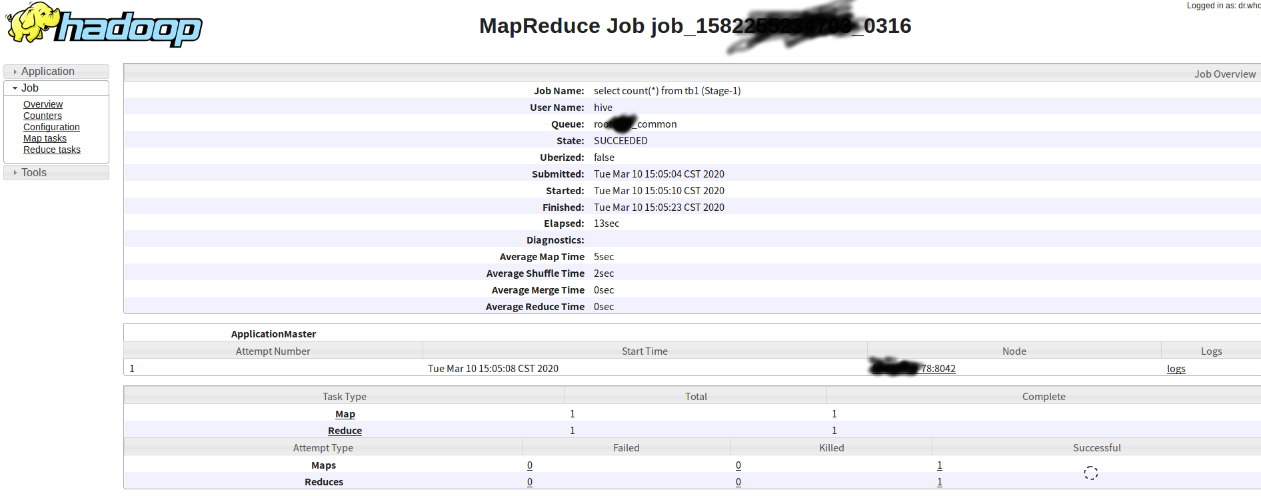 hadoop
Logged in as: dr.who
MapReduce Job job_1582 _0316
Application
Job
Overview
Counters
Configuration
Map tasks
Reduce tasks
Tools
Job Overview
Job Name: select count(*) from tb1 (Stage-1)
User Name: hive
Queue: _common
State: SUCCEEDED
Uberized: false
Submitted: Tue Mar 10 15:05:04 CST 2020
Started: Tue Mar 10 15:05:10 CST 2020
Finished: Tue Mar 10 15:05:23 CST 2020
Elapsed: 13sec
Diagnostics:
Average Map Time 5sec
Average Shuffle Time 2sec
Average Merge Time 0sec
Average Reduce Time 0sec
ApplicationMaster
Attempt Number Start Time Node Logs
1 Tue Mar 10 15:05:08 CST 2020 78:8042 logs
Task Type Total Complete
Map 1 1
Reduce 1 1
Attempt Type Failed Killed Successful
Maps 0 0 1
Reduces 0 0 1